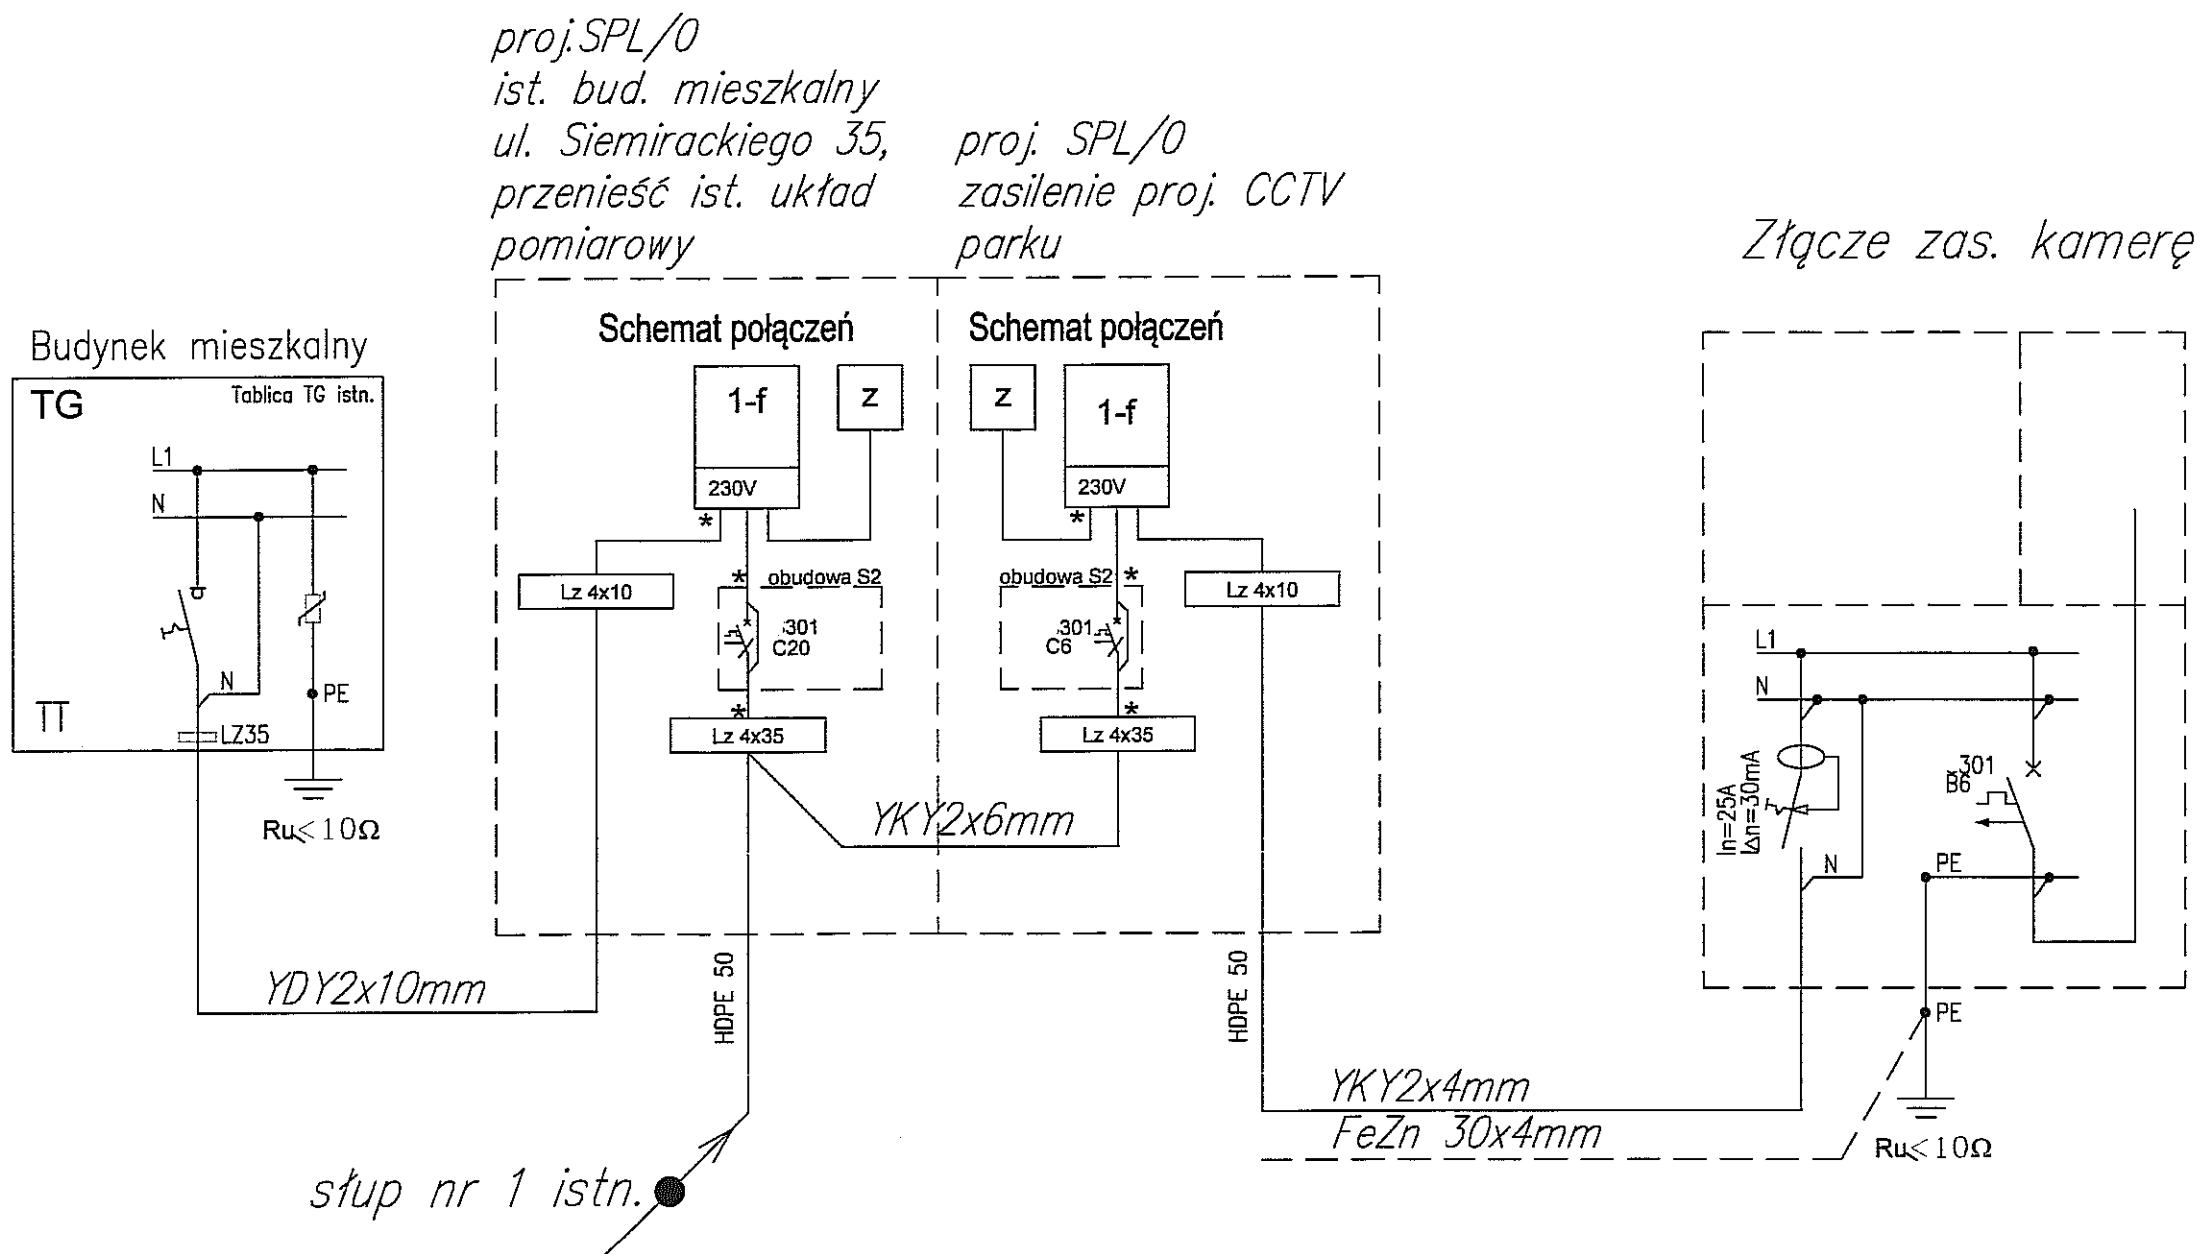 proj.SPL/0
ist. bud. mieszkalny
ul. Siemirackiego 35,
przenieść ist. układ
pomiarowy
proj. SPL/0
zasilenie proj. CCTV
parku
Złącze zas. kamerę
Budynek mieszkalny
TG
Tablica TG istn.
L1
N
N
PE
TT
LZ35
Ru<10Ω
Schemat połączeń
1-f
Z
230V
*
Lz 4x10
*
obudowa S2
301
C20
*
Lz 4x35
Schemat połączeń
Z
1-f
230V
*
obudowa S2
*
Lz 4x10
301
C6
*
Lz 4x35
YKY2x6mm
YDY2x10mm
HDPE 50
HDPE 50
L1
N
In=25A
IΔn=30mA
301
B6
N
PE
PE
YKY2x4mm
FeZn 30x4mm
Ru<10Ω
słup nr 1 istn.